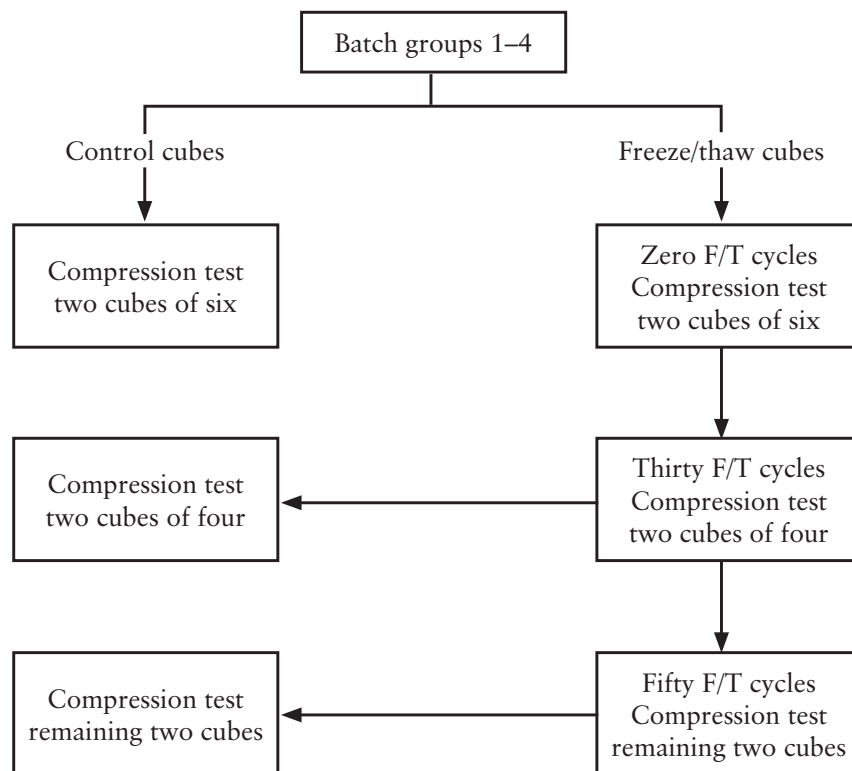 Batch groups 1–4
Control cubes
Freeze/thaw cubes
Compression test
two cubes of six
Zero F/T cycles
Compression test
two cubes of six
Compression test
two cubes of four
Thirty F/T cycles
Compression test
two cubes of four
Compression test
remaining two cubes
Fifty F/T cycles
Compression test
remaining two cubes